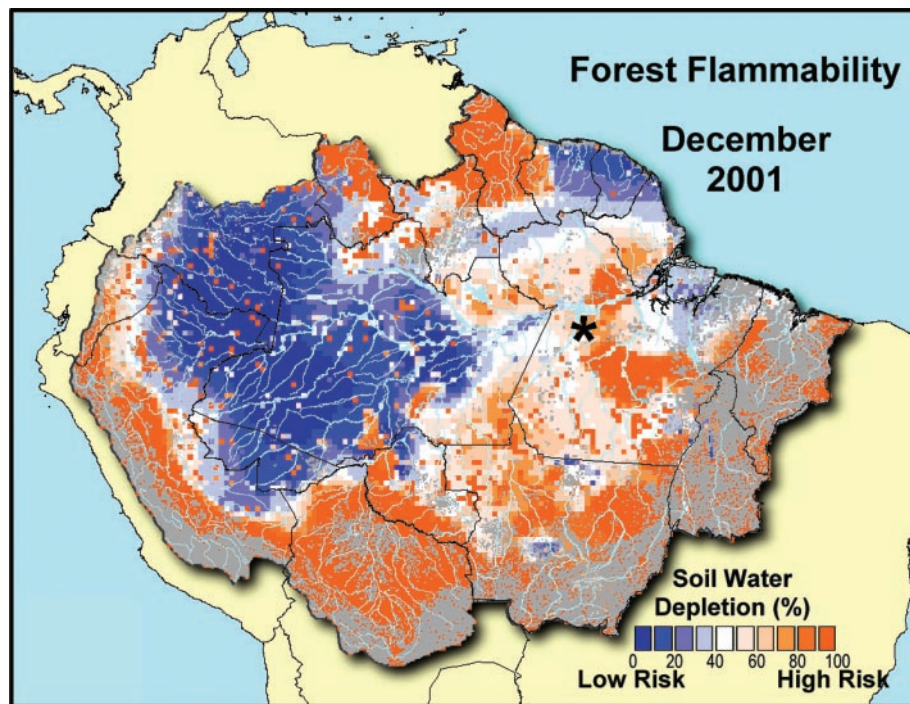 Forest Flammability
December
2001
*
Soil Water
Depletion (%)
0 20 40 60 80 100
Low Risk High Risk